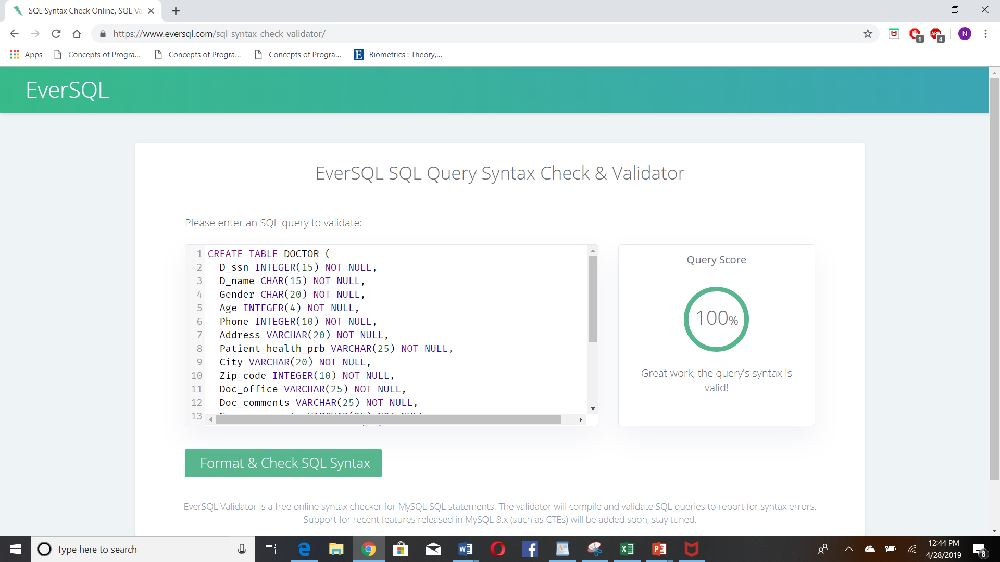 SQL Syntax Check Online, SQL Va
https://www.eversql.com/sql-syntax-check-validator/
1
ABP
4
N
Apps
Concepts of Progra...
Concepts of Progra...
Concepts of Progra...
E
Biometrics : Theory,...
EverSQL
EverSQL SQL Query Syntax Check & Validator
Please enter an SQL query to validate:
1 CREATE TABLE DOCTOR (
2 D_ssn INTEGER(15) NOT NULL,
3 D_name CHAR(15) NOT NULL,
4 Gender CHAR(20) NOT NULL,
5 Age INTEGER(4) NOT NULL,
6 Phone INTEGER(10) NOT NULL,
7 Address VARCHAR(20) NOT NULL,
8 Patient_health_prb VARCHAR(25) NOT NULL,
9 City VARCHAR(20) NOT NULL,
10 Zip_code INTEGER(10) NOT NULL,
11 Doc_office VARCHAR(25) NOT NULL,
12 Doc_comments VARCHAR(25) NOT NULL,
13
Query Score
100%
Great work, the query's syntax is
valid!
Format & Check SQL Syntax
EverSQL Validator is a free online syntax checker for MySQL SQL statements. The validator will compile and validate SQL queries to report for syntax errors.
Support for recent features released in MySQL 8.x (such as CTEs) will be added soon, stay tuned.
Type here to search
12:44 PM
4/28/2019
8